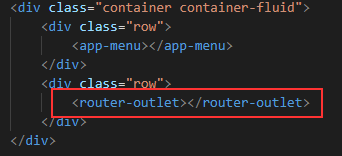 <div class="container container-fluid">
<div class="row">
<app-menu></app-menu>
</div>
<div class="row">
<router-outlet></router-outlet>
</div>
</div>